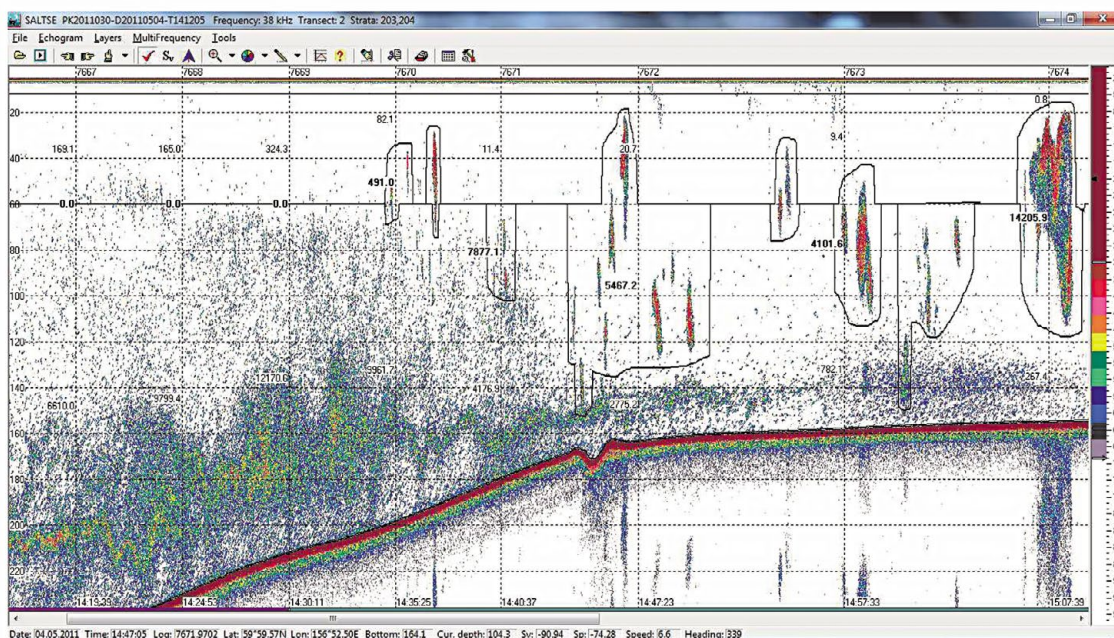 SALTSE PK2011030-D20110504-T141205 Frequency: 38 kHz Transect: 2 Strata: 203,204
File Echogram Layers MultiFrequency Tools
7667 7668 7669 7670 7671 7672 7673 7674
20
0.8
82.1
169.1 165.0 324.3 11.4 20.7 9.4
40
491.0
0.0 0.0 0.0
60
14205.9
80
7877.1 4101.6
5467.2
100
120
140
3961.7 782.1
4176.9
6610.0 9799.4
160
180
200
220
14:19:39 14:24:53 14:30:11 14:35:25 14:40:37 14:47:23 14:57:33 15:07:39
Date: 04.05.2011 Time: 14:47:05 Log: 7671.9702 Lat: 59°59.57N Lon: 156°52.50E Bottom: 164.1 Cur. depth: 104.3 Sv: -90.94 Sp: -74.28 Speed: 6.6 Heading: 339